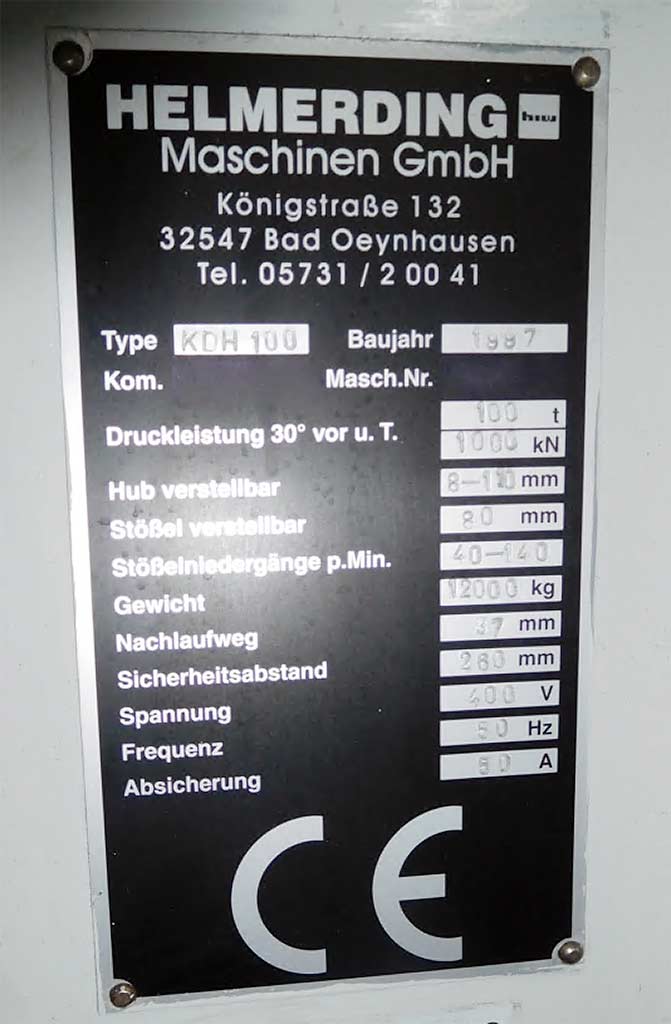 HELMERDING
Maschinen GmbH
Königstraße 132
32547 Bad Oeynhausen
Tel. 05731 / 2 00 41
Type KDH 100 Baujahr 1997
Kom. Masch.Nr.
Druckleistung 30° vor u. T. 100 t
1000 kN
Hub verstellbar 8-110 mm
Stößel verstellbar 80 mm
Stößelniedergänge p.Min. 40-140
Gewicht 12000 kg
Nachlaufweg 37 mm
Sicherheitsabstand 260 mm
Spannung 400 V
Frequenz 50 Hz
Absicherung 50 A
CE